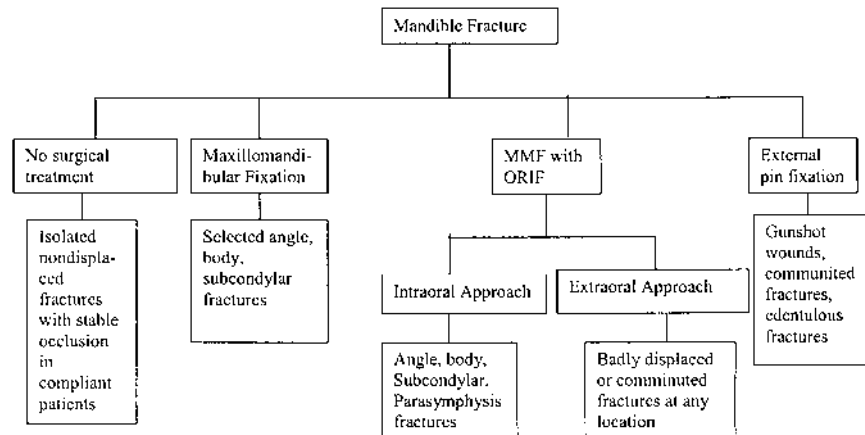 Mandible Fracture
No surgical
treatment
Maxillomandi-
bular Fixation
MMF with
ORIF
External
pin fixation
Isolated
nondispla-
ced
fractures
with stable
occlusion
in
compliant
patients
Selected angle,
body,
subcondylar
fractures
Gunshot
wounds,
communited
fractures,
edentulous
fractures
Intraoral Approach
Extraoral Approach
Angle, body,
Subcondylar.
Parasymphysis
fractures
Badly displaced
or comminuted
fractures at any
location